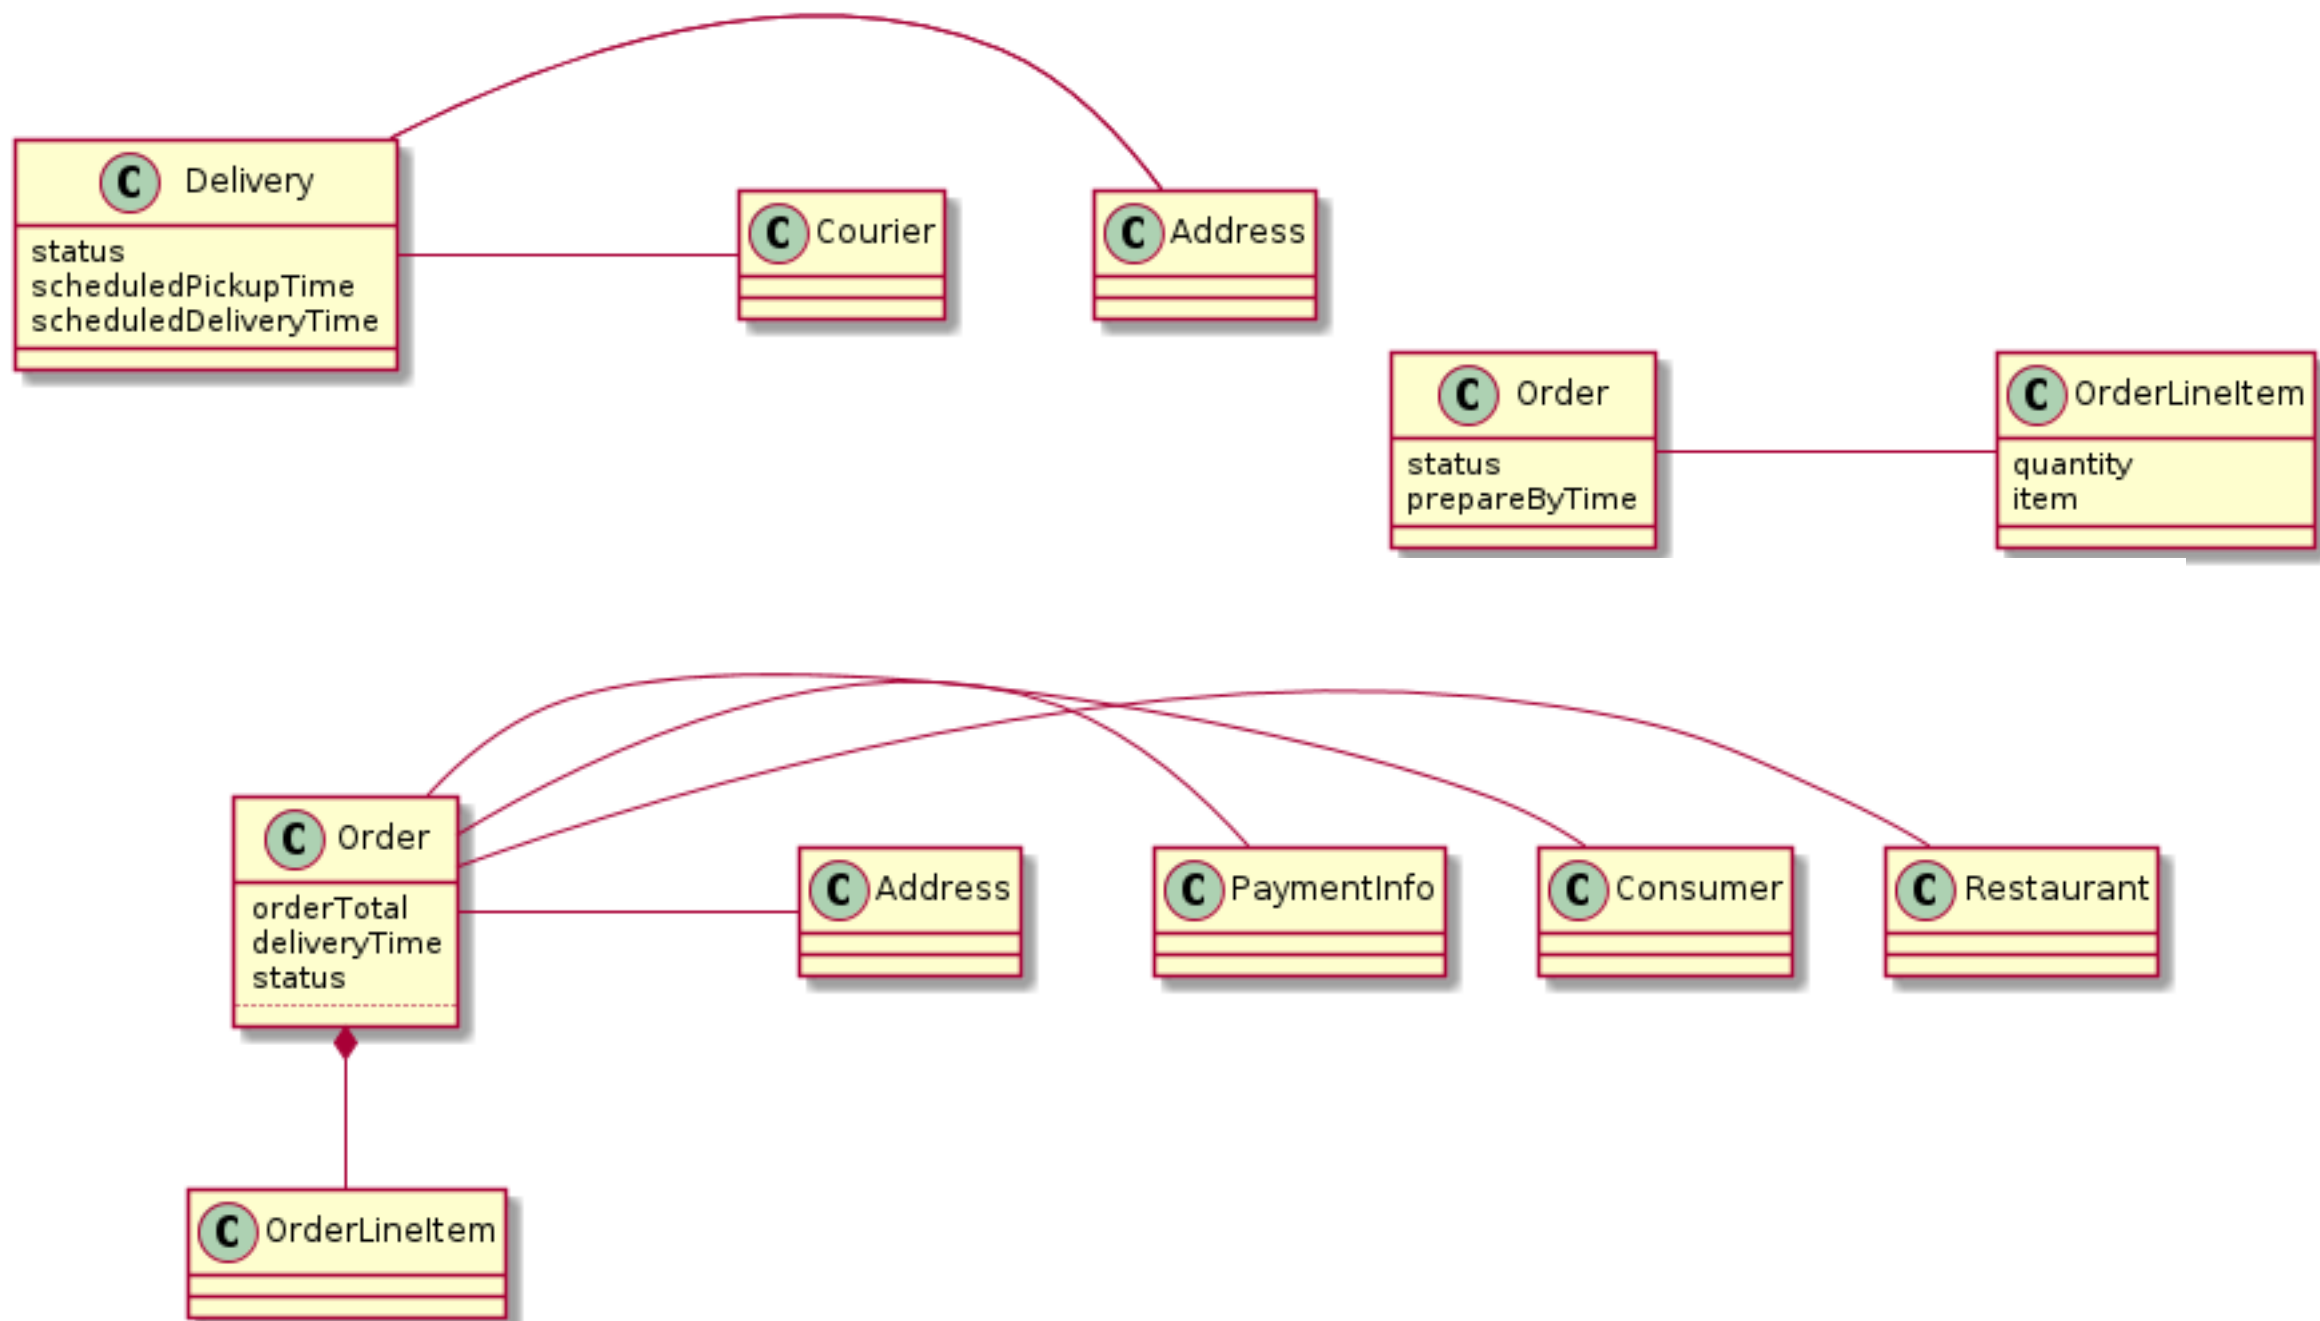 C Delivery
status
scheduledPickupTime
scheduledDeliveryTime
C Courier
C Address
C Order
status
prepareByTime
C OrderLineItem
quantity
item
C Order
orderTotal
deliveryTime
status
C Address
C PaymentInfo
C Consumer
C Restaurant
C OrderLineItem